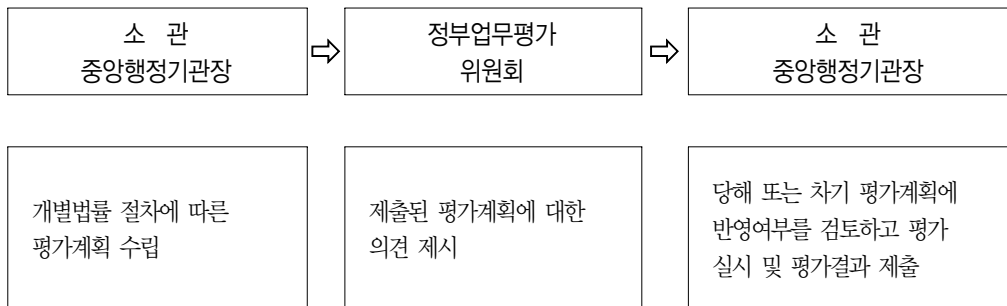 소 관
중앙행정기관장
⇨
정부업무평가
위원회
⇨
소 관
중앙행정기관장
개별법률 절차에 따른
평가계획 수립
제출된 평가계획에 대한
의견 제시
당해 또는 차기 평가계획에
반영여부를 검토하고 평가
실시 및 평가결과 제출